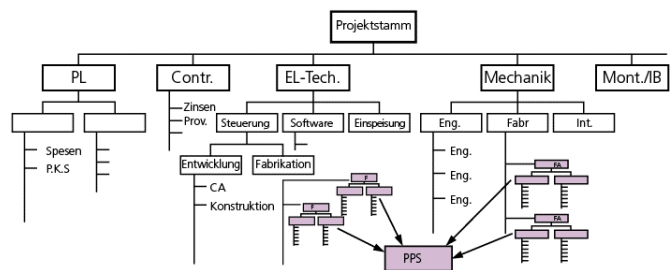 Projektstamm
PL
Contr.
EL-Tech.
Mechanik
Mont./IB
Zinsen
Prov.
Steuerung
Software
Einspeisung
Eng.
Fabr
Int.
Spesen
P.K.S
Entwicklung
Fabrikation
CA
Konstruktion
Eng.
Eng.
Eng.
F
F
FA
FA
PPS